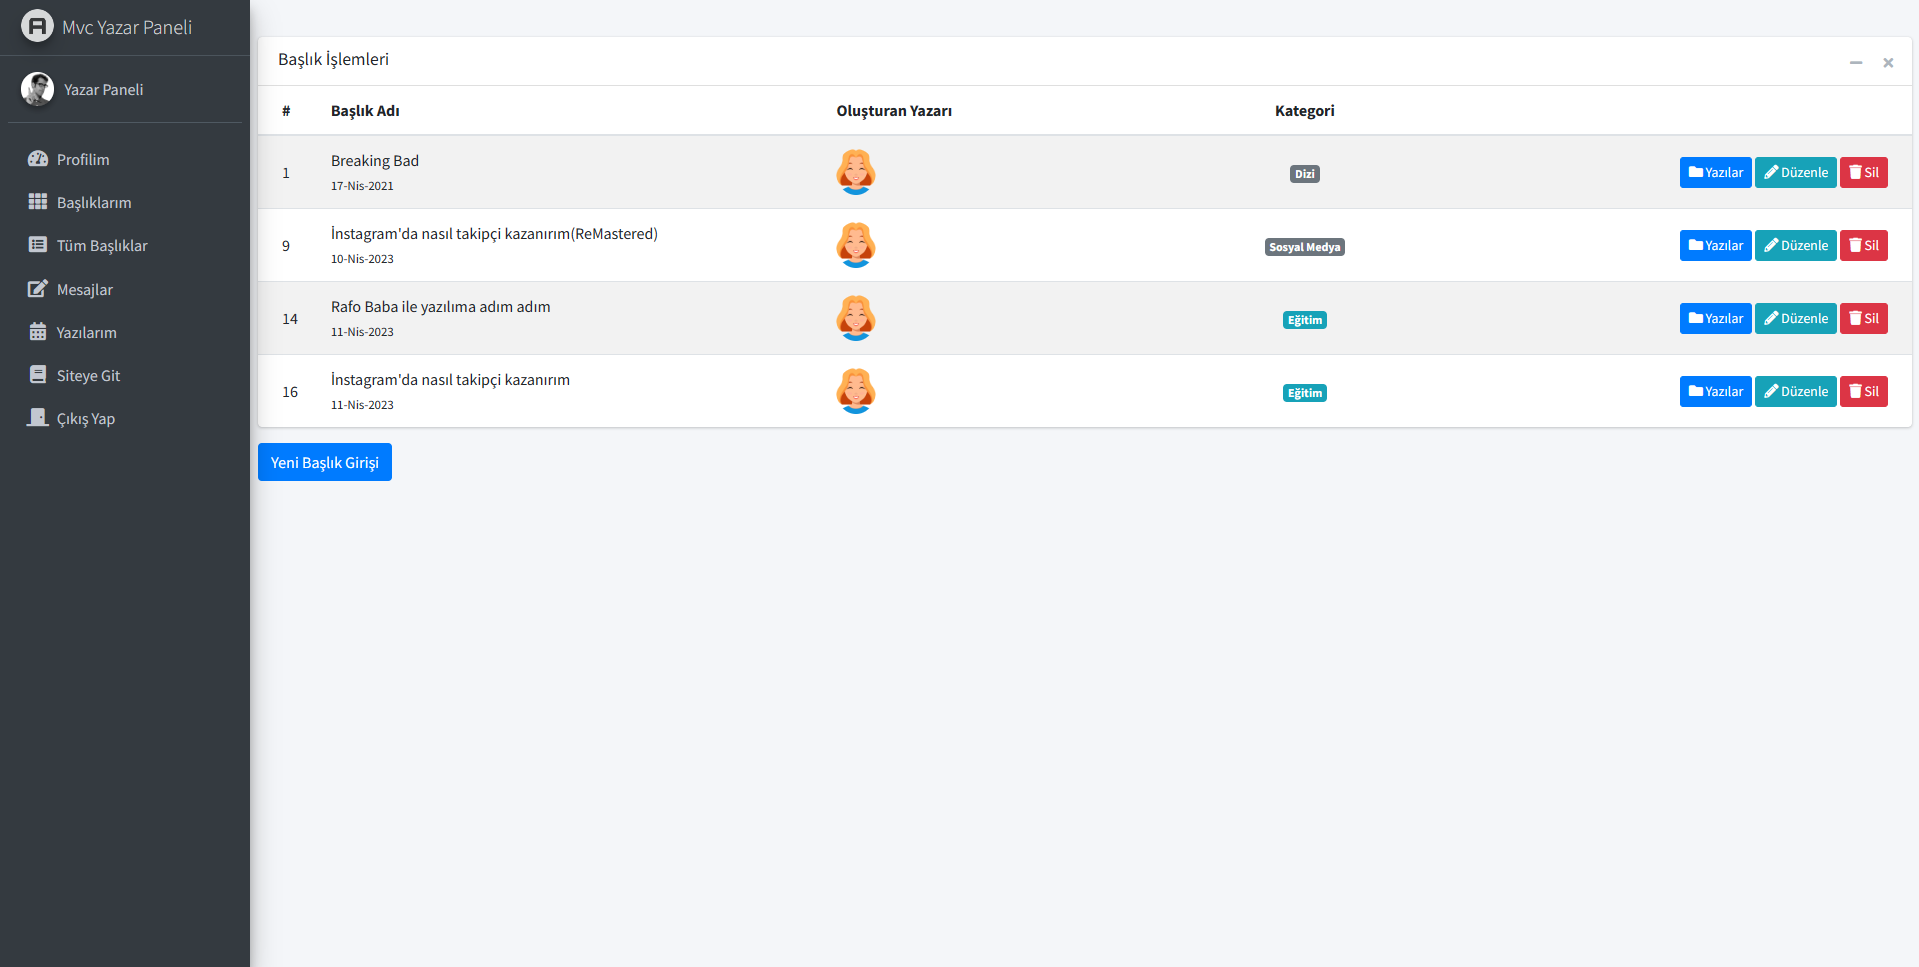 Mvc Yazar Paneli
Yazar Paneli
Profilim
Başlıklarım
Tüm Başlıklar
Mesajlar
Yazılarım
Siteye Git
Çıkış Yap
Başlık İşlemleri
# Başlık Adı Oluşturan Yazarı Kategori
1 Breaking Bad Dizi Yazılar Düzenle Sil
17-Nis-2021
9 İnstagram'da nasıl takipçi kazanırım(ReMastered) Sosyal Medya Yazılar Düzenle Sil
10-Nis-2023
14 Rafo Baba ile yazılıma adım adım Eğitim Yazılar Düzenle Sil
11-Nis-2023
16 İnstagram'da nasıl takipçi kazanırım Eğitim Yazılar Düzenle Sil
11-Nis-2023
Yeni Başlık Girişi